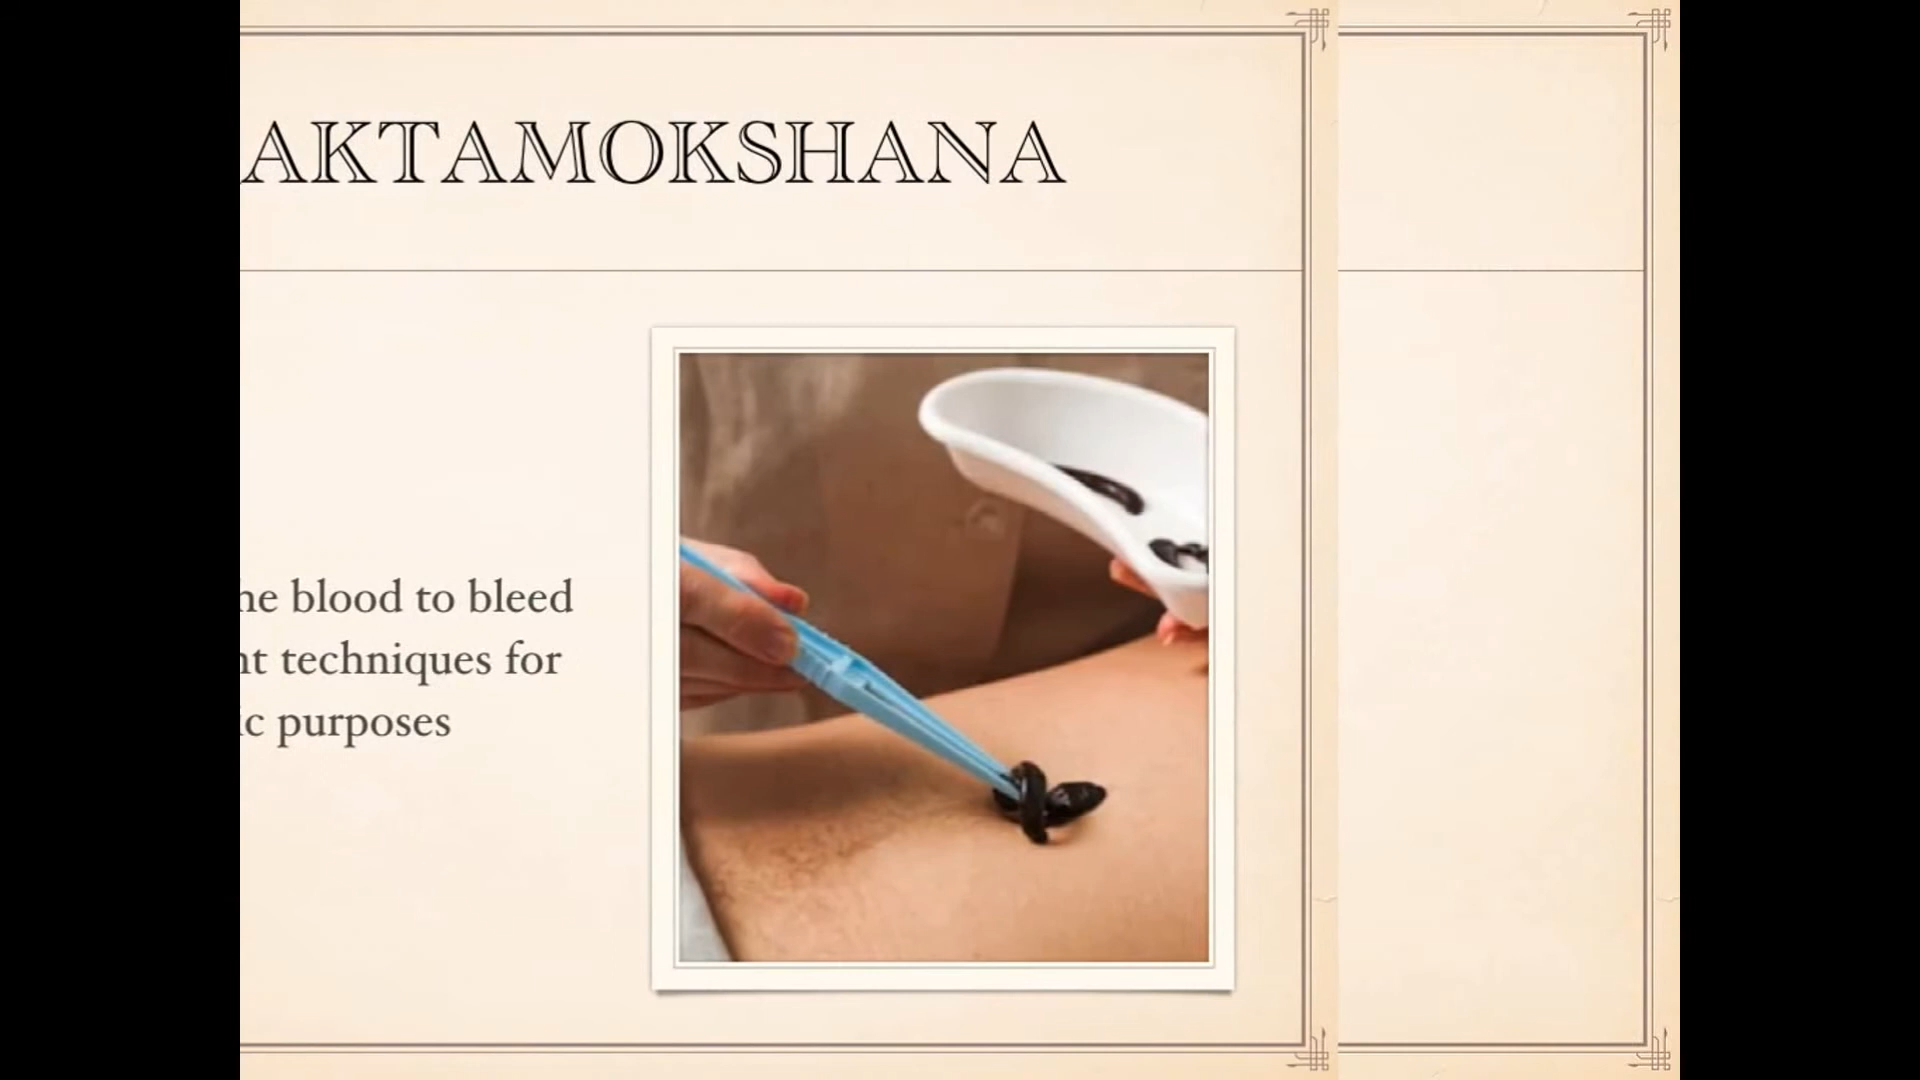 AKTAMOKSHANA
he blood to bleed
nt techniques for
ic purposes